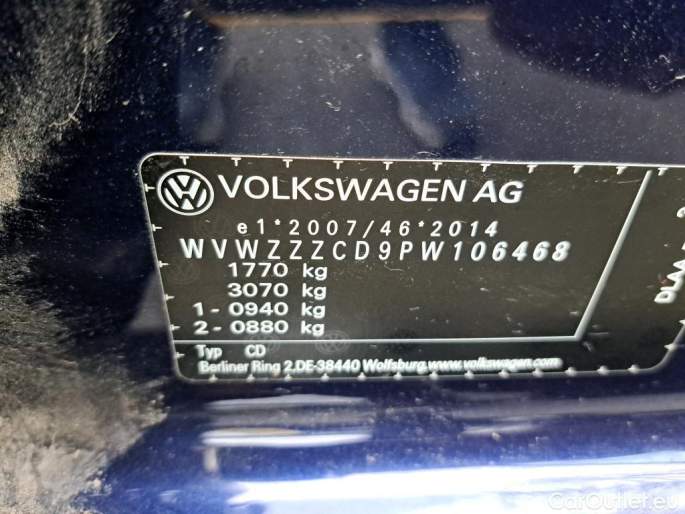 VOLKSWAGEN AG
e1*2007/46*2014
WVWZZZCD9PW106468
1770 kg
3070 kg
1 - 0940 kg
2 - 0880 kg
Typ CD
Berliner Ring 2.DE-38440 Wolfsburg.www.volkswagen.com
DLAA
CarOutlet.eu